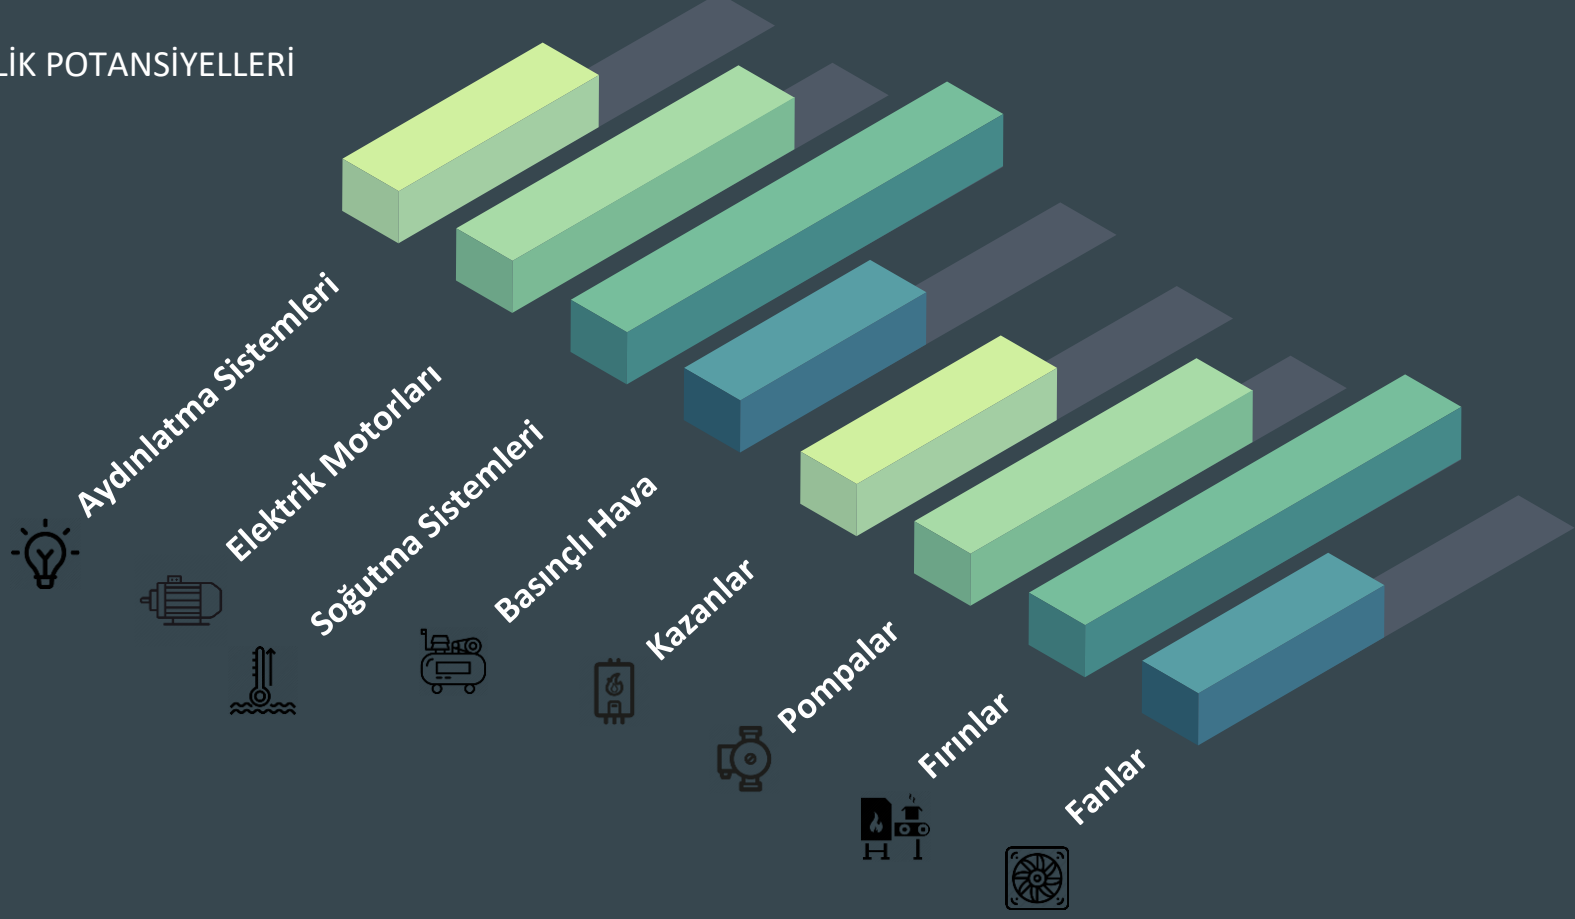 LİK POTANSİYELLERİ
Aydınlatma Sistemleri
Elektrik Motorları
Soğutma Sistemleri
Basınçlı Hava
Kazanlar
Pompalar
Fırınlar
Fanlar